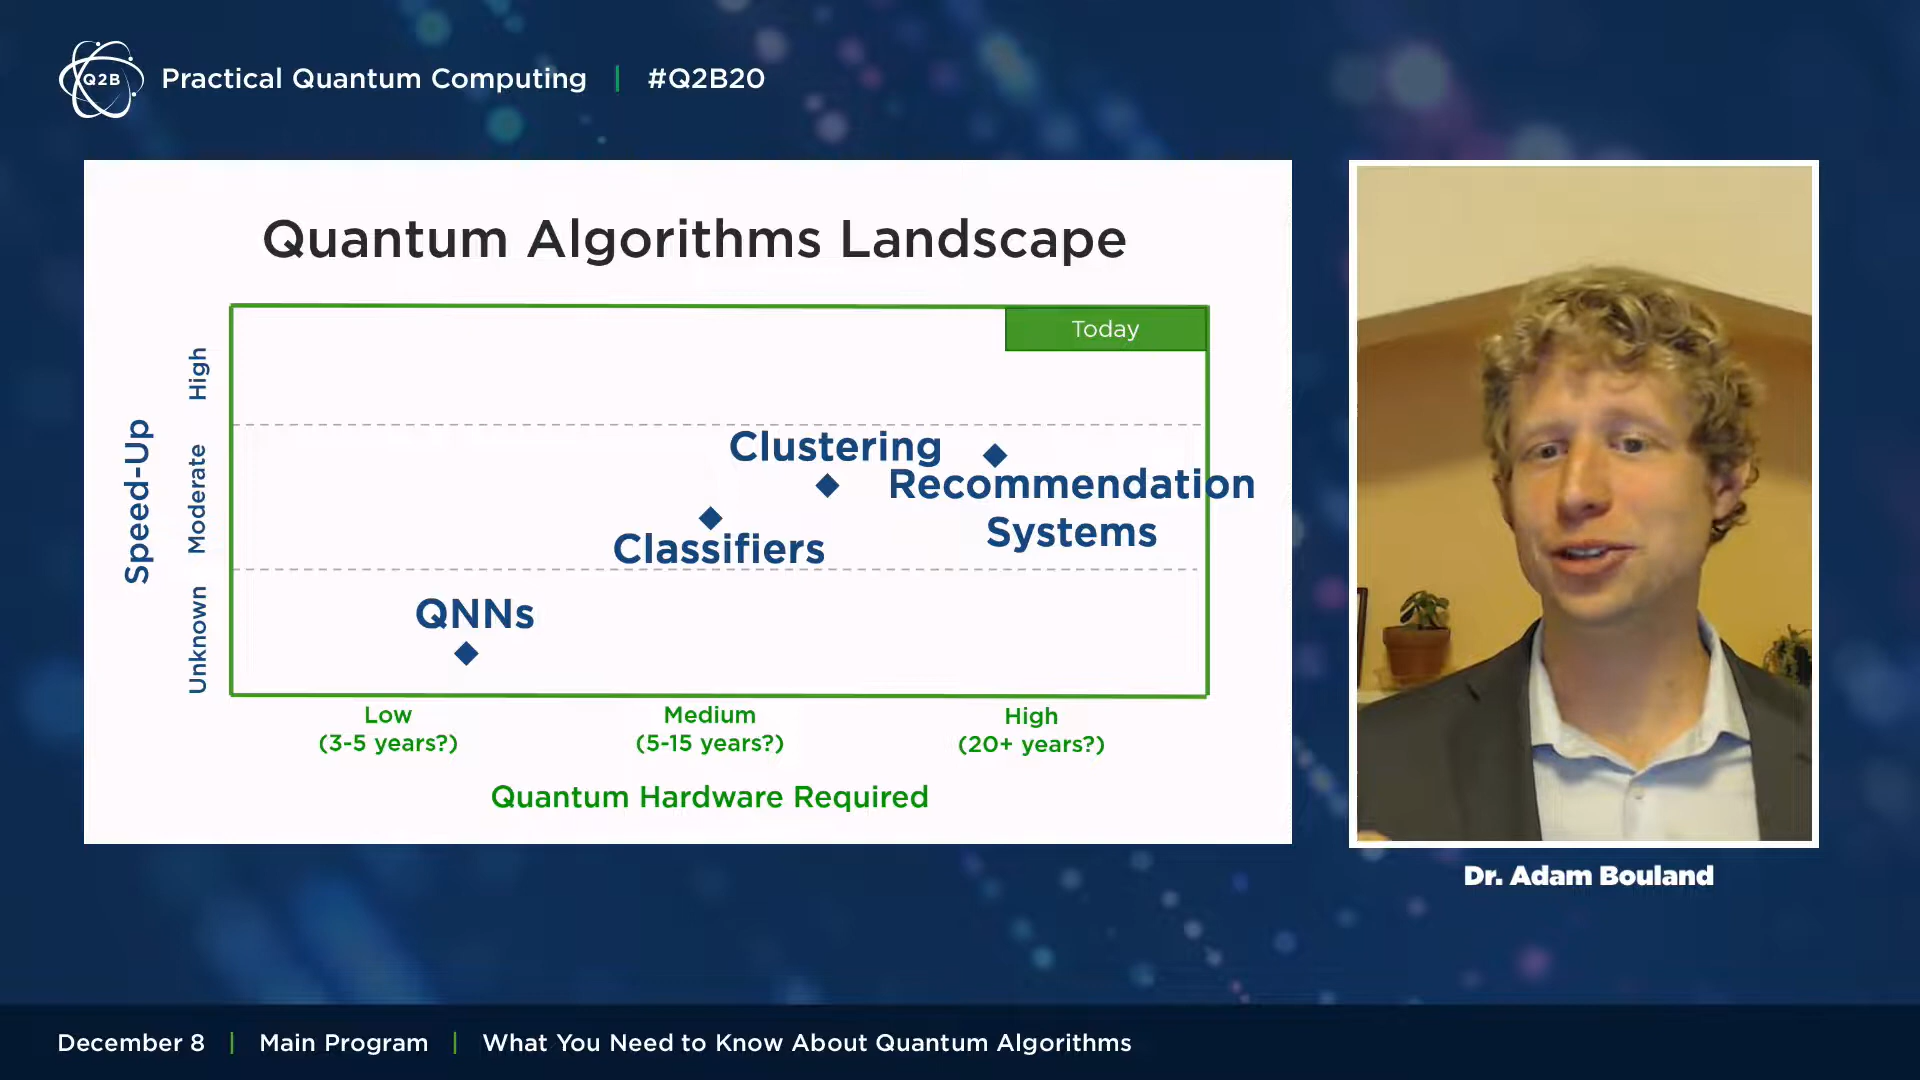 Q2B
Practical Quantum Computing | #Q2B20
Quantum Algorithms Landscape
Today
Speed-Up
High
Moderate
Unknown
Clustering
Recommendation
Systems
Classifiers
QNNs
Low
(3-5 years?)
Medium
(5-15 years?)
High
(20+ years?)
Quantum Hardware Required
Dr. Adam Bouland
December 8 | Main Program | What You Need to Know About Quantum Algorithms